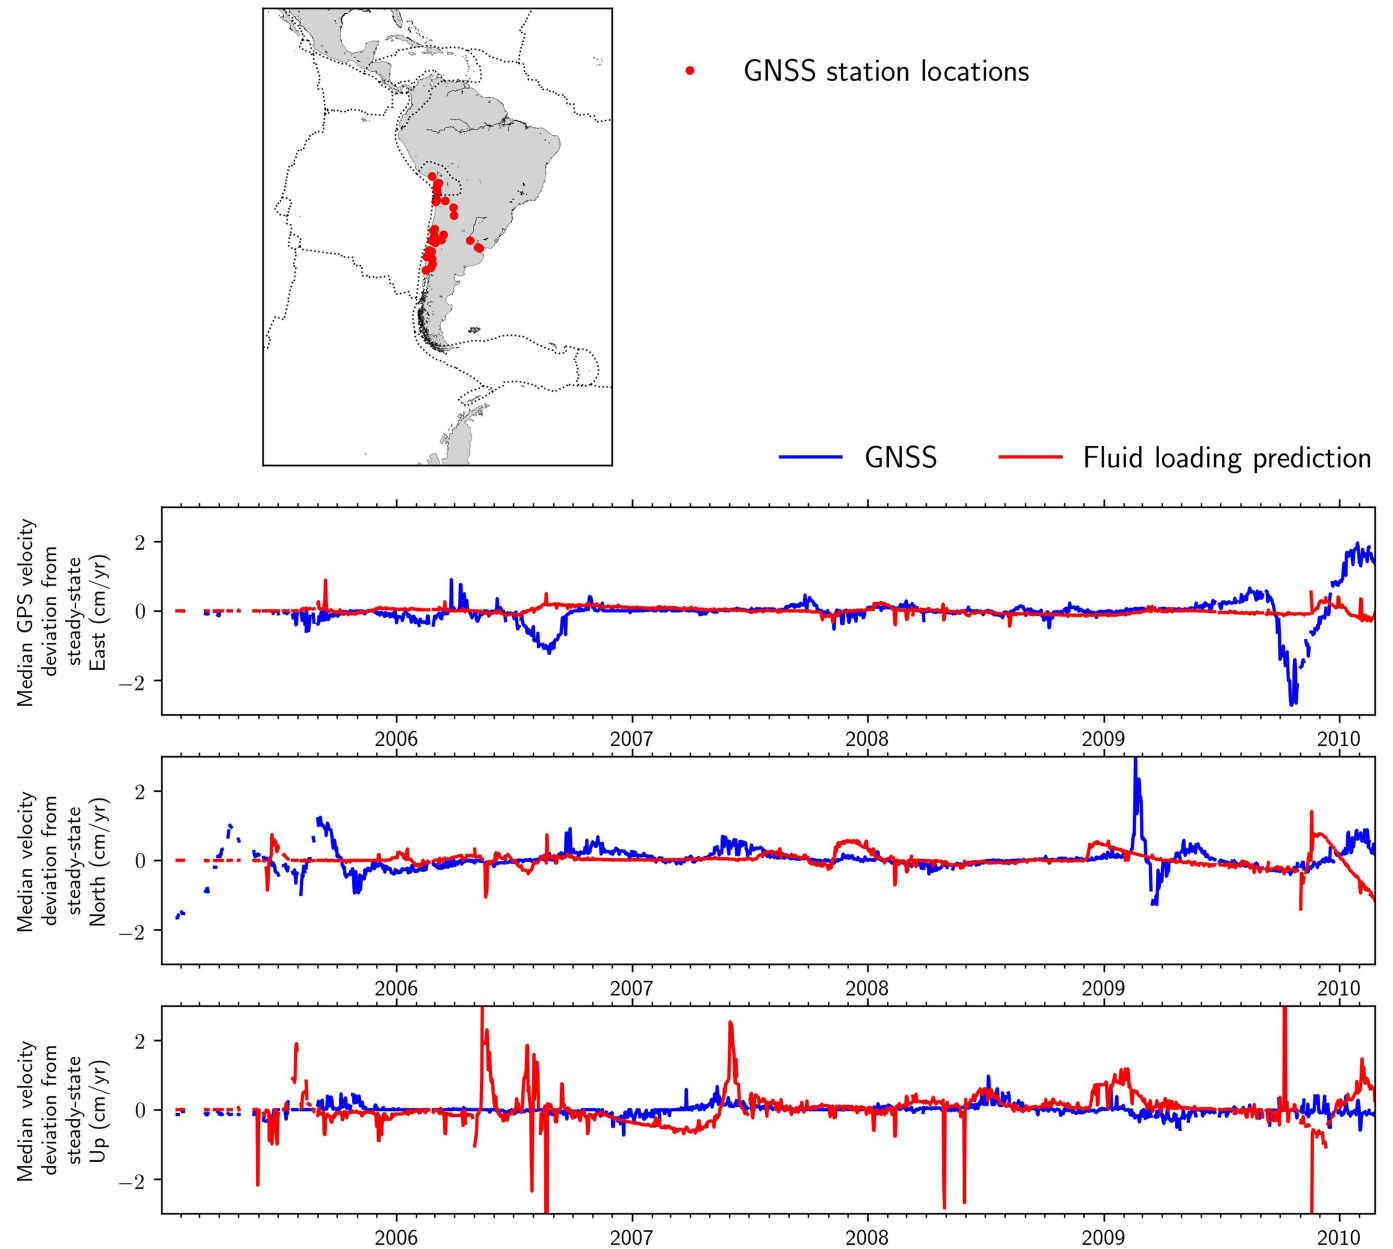 GNSS station locations
GNSS
Fluid loading prediction
Median GPS velocity
deviation from
steady-state
East (cm/yr)
2
0
−2
2006
2007
2008
2009
2010
Median velocity
deviation from
steady-state
North (cm/yr)
2
0
−2
2006
2007
2008
2009
2010
Median velocity
deviation from
steady-state
Up (cm/yr)
2
0
−2
2006
2007
2008
2009
2010